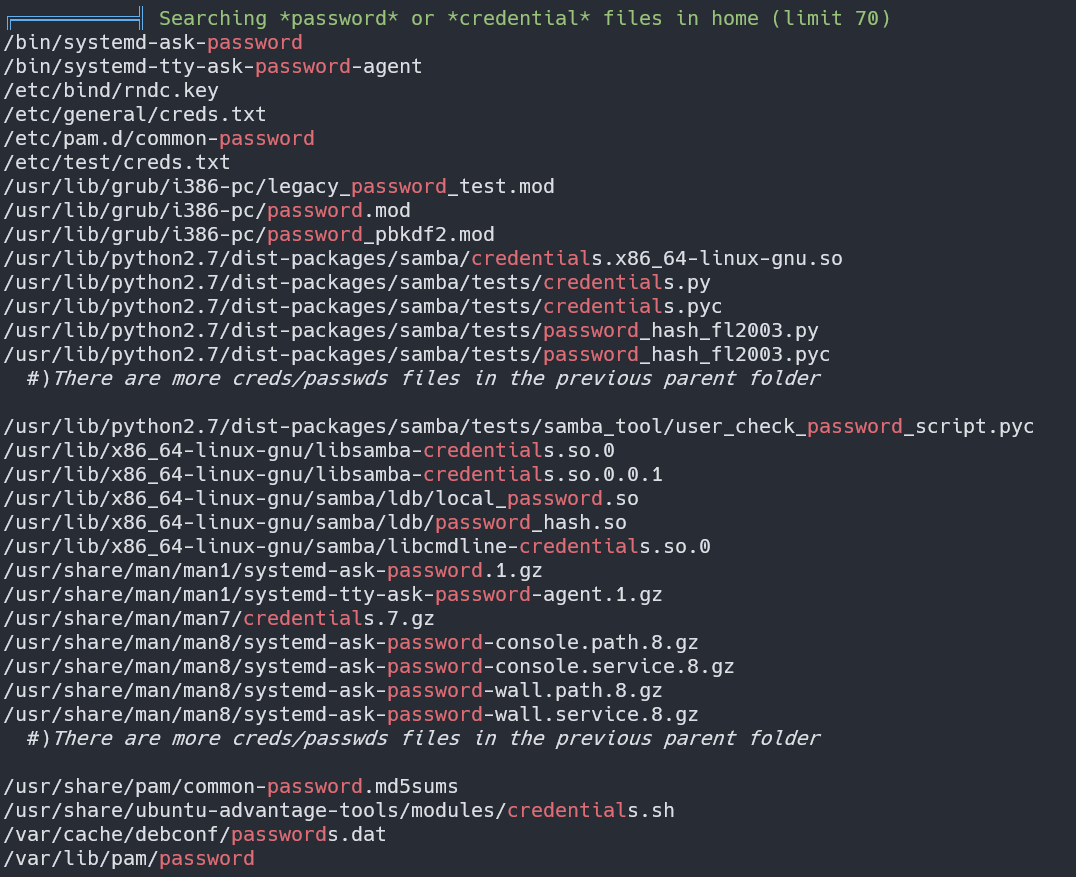 ╔══════════╣ Searching *password* or *credential* files in home (limit 70)
/bin/systemd-ask-password
/bin/systemd-tty-ask-password-agent
/etc/bind/rndc.key
/etc/general/creds.txt
/etc/pam.d/common-password
/etc/test/creds.txt
/usr/lib/grub/i386-pc/legacy_password_test.mod
/usr/lib/grub/i386-pc/password.mod
/usr/lib/grub/i386-pc/password_pbkdf2.mod
/usr/lib/python2.7/dist-packages/samba/credentials.x86_64-linux-gnu.so
/usr/lib/python2.7/dist-packages/samba/tests/credentials.py
/usr/lib/python2.7/dist-packages/samba/tests/credentials.pyc
/usr/lib/python2.7/dist-packages/samba/tests/password_hash_fl2003.py
/usr/lib/python2.7/dist-packages/samba/tests/password_hash_fl2003.pyc
  #)There are more creds/passwds files in the previous parent folder

/usr/lib/python2.7/dist-packages/samba/tests/samba_tool/user_check_password_script.pyc
/usr/lib/x86_64-linux-gnu/libsamba-credentials.so.0
/usr/lib/x86_64-linux-gnu/libsamba-credentials.so.0.0.1
/usr/lib/x86_64-linux-gnu/samba/ldb/local_password.so
/usr/lib/x86_64-linux-gnu/samba/ldb/password_hash.so
/usr/lib/x86_64-linux-gnu/samba/libcmdline-credentials.so.0
/usr/share/man/man1/systemd-ask-password.1.gz
/usr/share/man/man1/systemd-tty-ask-password-agent.1.gz
/usr/share/man/man7/credentials.7.gz
/usr/share/man/man8/systemd-ask-password-console.path.8.gz
/usr/share/man/man8/systemd-ask-password-console.service.8.gz
/usr/share/man/man8/systemd-ask-password-wall.path.8.gz
/usr/share/man/man8/systemd-ask-password-wall.service.8.gz
  #)There are more creds/passwds files in the previous parent folder

/usr/share/pam/common-password.md5sums
/usr/share/ubuntu-advantage-tools/modules/credentials.sh
/var/cache/debconf/passwords.dat
/var/lib/pam/password